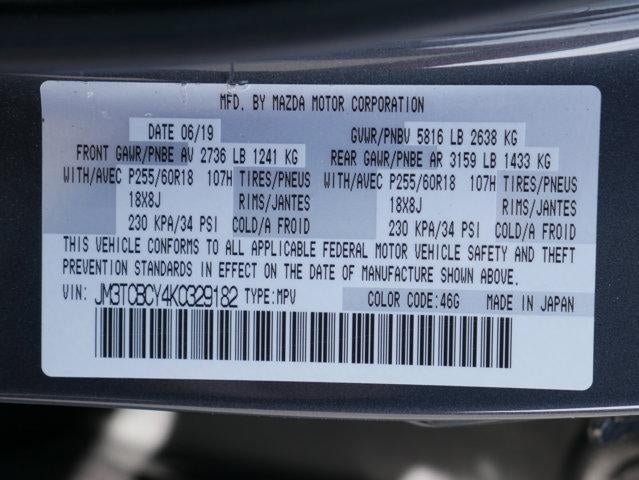 MFD. BY MAZDA MOTOR CORPORATION
DATE 06/19 GVWR/PNBV 5816 LB 2638 KG
FRONT GAWR/PNBE AV 2736 LB 1241 KG REAR GAWR/PNBE AR 3159 LB 1433 KG
WITH/AVEC P255/60R18 107H TIRES/PNEUS WITH/AVEC P255/60R18 107H TIRES/PNEUS
18X8J RIMS/JANTES 18X8J RIMS/JANTES
230 KPA/34 PSI COLD/A FROID 230 KPA/34 PSI COLD/A FROID
THIS VEHICLE CONFORMS TO ALL APPLICABLE FEDERAL MOTOR VEHICLE SAFETY AND THEFT
PREVENTION STANDARDS IN EFFECT ON THE DATE OF MANUFACTURE SHOWN ABOVE.
VIN: JM3TCBCY4K0329182 TYPE:MPV COLOR CODE:46G MADE IN JAPAN